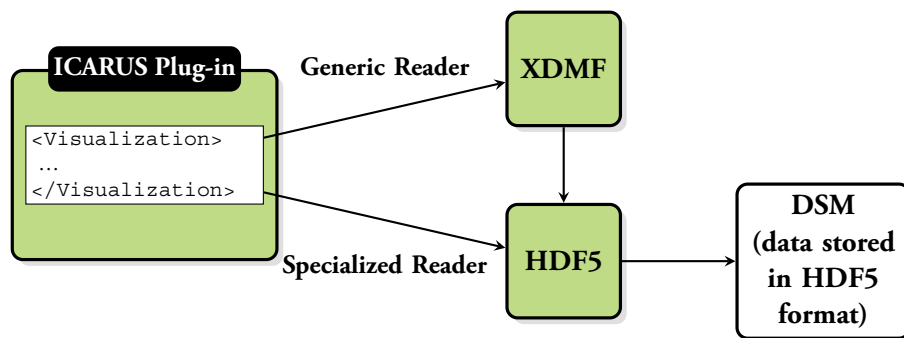 ICARUS Plug-in
<Visualization>
...
</Visualization>
Generic Reader
Specialized Reader
XDMF
HDF5
DSM
(data stored
in HDF5
format)